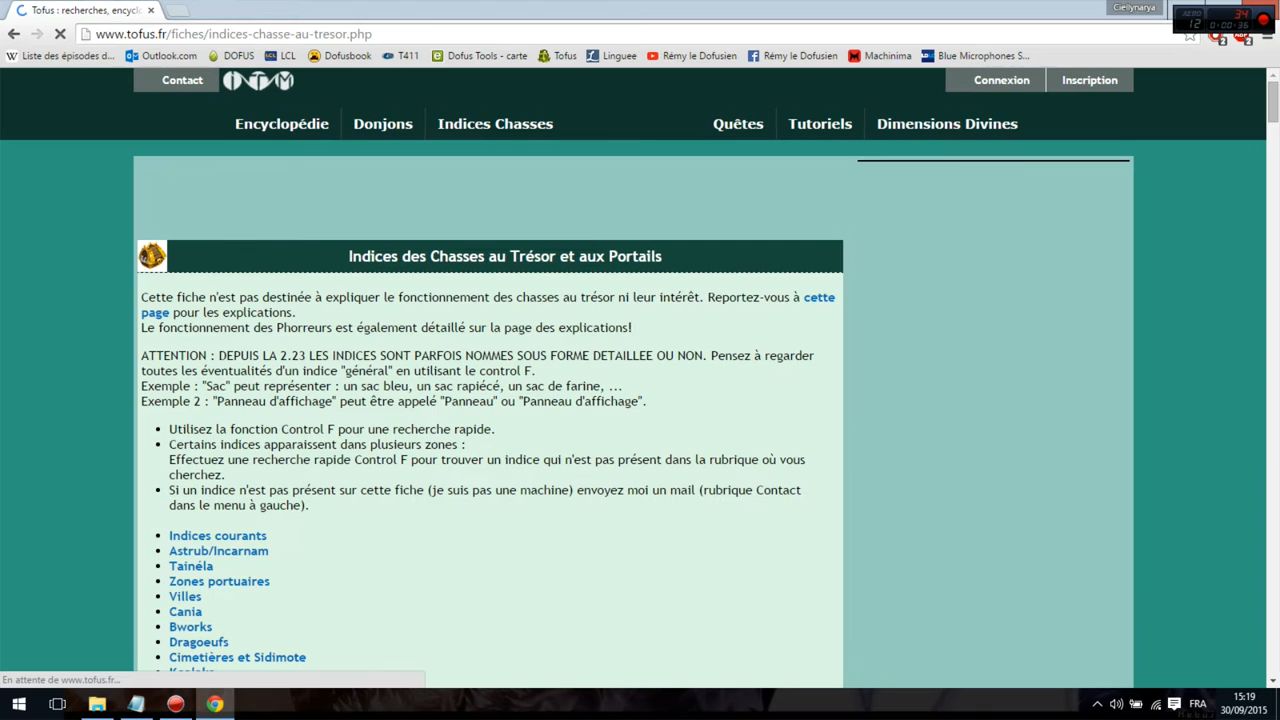 Tofus : recherches, encyclo
Ciellynarya
AERO
12
34
0:00:36
www.tofus.fr/fiches/indices-chasse-au-tresor.php
2
2
Liste des épisodes d...
Outlook.com
DOFUS
LCL
Dofusbook
T411
Dofus Tools - carte
Tofus
Linguee
Rémy le Dofusien
Rémy le Dofusien
Machinima
Blue Microphones S...
Contact
Connexion
Inscription
Encyclopédie
Donjons
Indices Chasses
Quêtes
Tutoriels
Dimensions Divines
Indices des Chasses au Trésor et aux Portails
Cette fiche n'est pas destinée à expliquer le fonctionnement des chasses au trésor ni leur intérêt. Reportez-vous à cette
page pour les explications.
Le fonctionnement des Phorreurs est également détaillé sur la page des explications!
ATTENTION : DEPUIS LA 2.23 LES INDICES SONT PARFOIS NOMMES SOUS FORME DETAILLEE OU NON. Pensez à regarder
toutes les éventualités d'un indice "général" en utilisant le control F.
Exemple : "Sac" peut représenter : un sac bleu, un sac rapiécé, un sac de farine, ...
Exemple 2 : "Panneau d'affichage" peut être appelé "Panneau" ou "Panneau d'affichage".
• Utilisez la fonction Control F pour une recherche rapide.
• Certains indices apparaissent dans plusieurs zones :
Effectuez une recherche rapide Control F pour trouver un indice qui n'est pas présent dans la rubrique où vous
cherchez.
• Si un indice n'est pas présent sur cette fiche (je suis pas une machine) envoyez moi un mail (rubrique Contact
dans le menu à gauche).
• Indices courants
• Astrub/Incarnam
• Tainéla
• Zones portuaires
• Villes
• Cania
• Bworks
• Dragoeufs
• Cimetières et Sidimote
En attente de www.tofus.fr...
FRA
15:19
30/09/2015